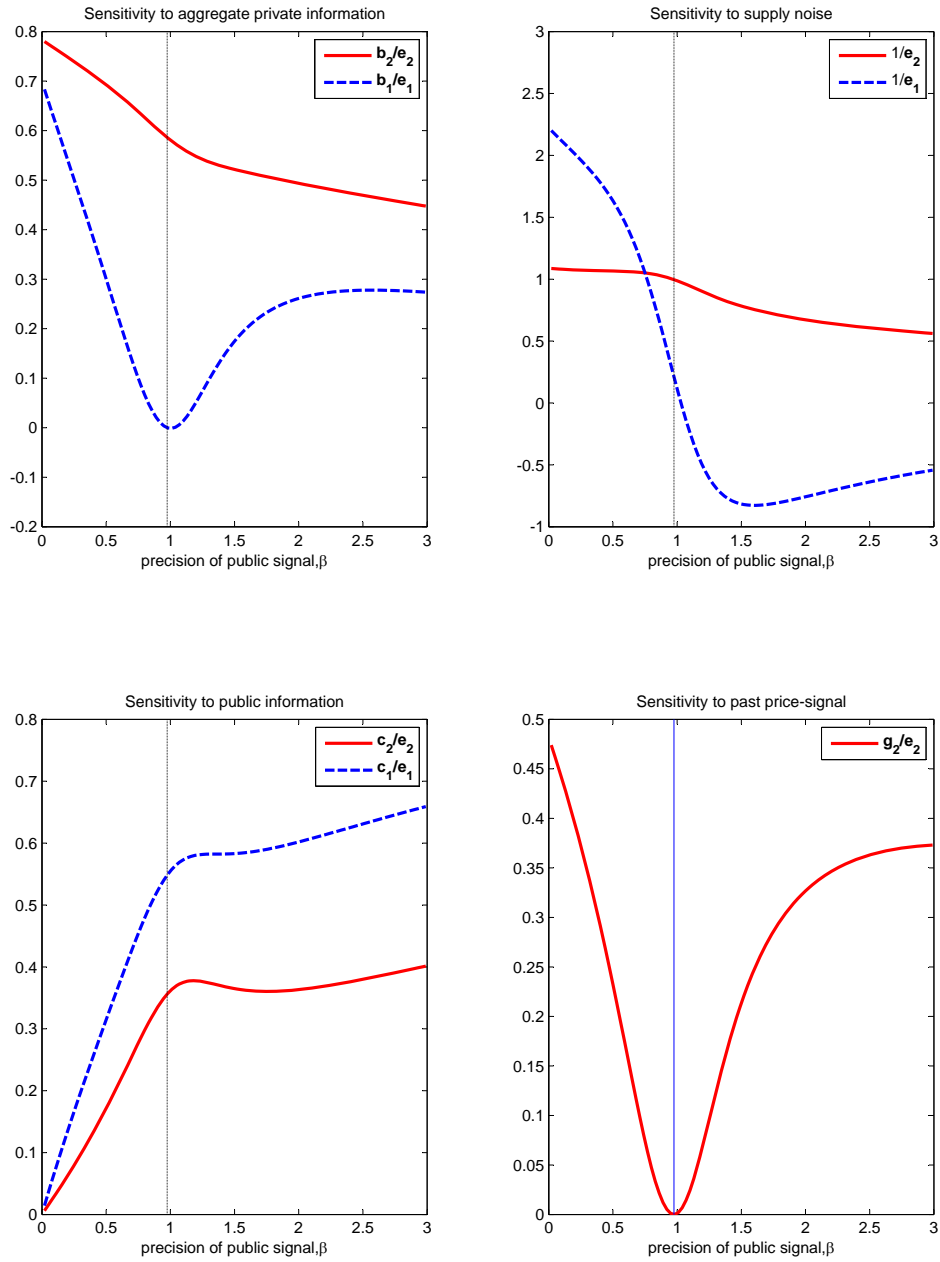 Sensitivity to aggregate private information
0.8
0.7
0.6
0.5
0.4
0.3
0.2
0.1
0
-0.1
-0.2
0 0.5 1 1.5 2 2.5 3
precision of public signal,β
b2/e2
b1/e1
Sensitivity to supply noise
3
2.5
2
1.5
1
0.5
0
-0.5
-1
0 0.5 1 1.5 2 2.5 3
precision of public signal,β
1/e2
1/e1
Sensitivity to public information
0.8
0.7
0.6
0.5
0.4
0.3
0.2
0.1
0
0 0.5 1 1.5 2 2.5 3
precision of public signal,β
c2/e2
c1/e1
Sensitivity to past price-signal
0.5
0.45
0.4
0.35
0.3
0.25
0.2
0.15
0.1
0.05
0
0 0.5 1 1.5 2 2.5 3
precision of public signal,β
g2/e2